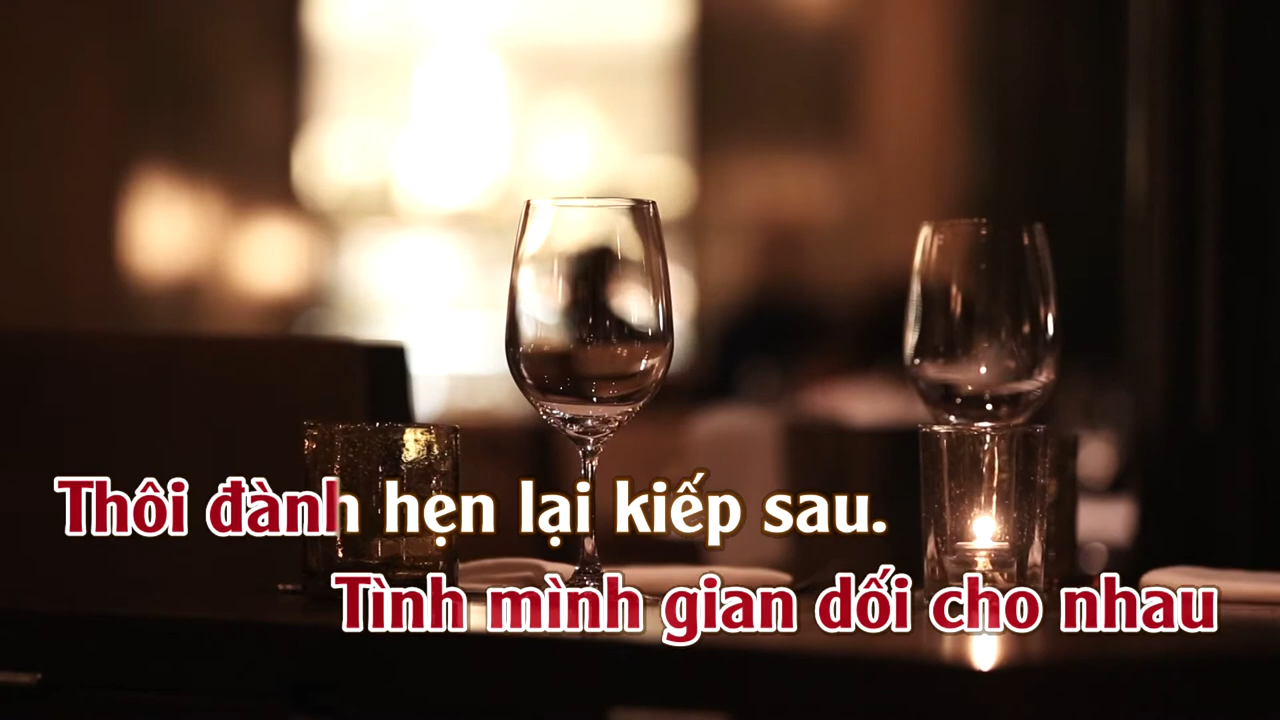 Thôi đành hẹn lại kiếp sau.
Tình mình gian dối cho nhau